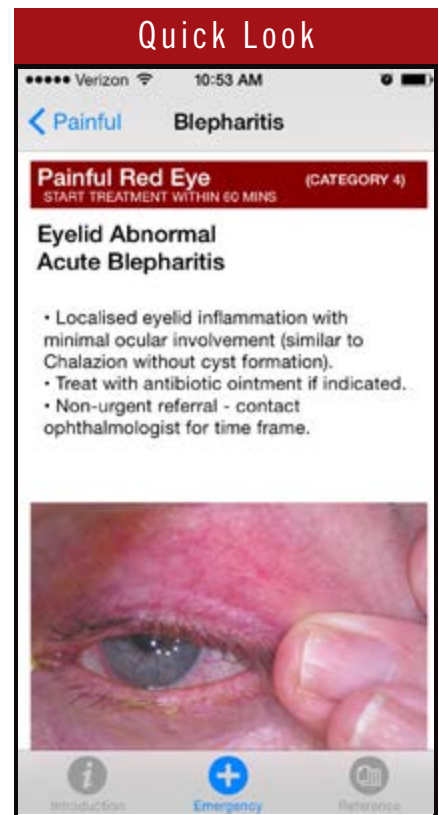 Quick Look
Verizon 10:53 AM
Painful Blepharitis
Painful Red Eye (CATEGORY 4)
START TREATMENT WITHIN 60 MINS
Eyelid Abnormal
Acute Blepharitis
• Localised eyelid inflammation with
minimal ocular involvement (similar to
Chalazion without cyst formation).
• Treat with antibiotic ointment if indicated.
• Non-urgent referral - contact
ophthalmologist for time frame.
Introduction Emergency Reference